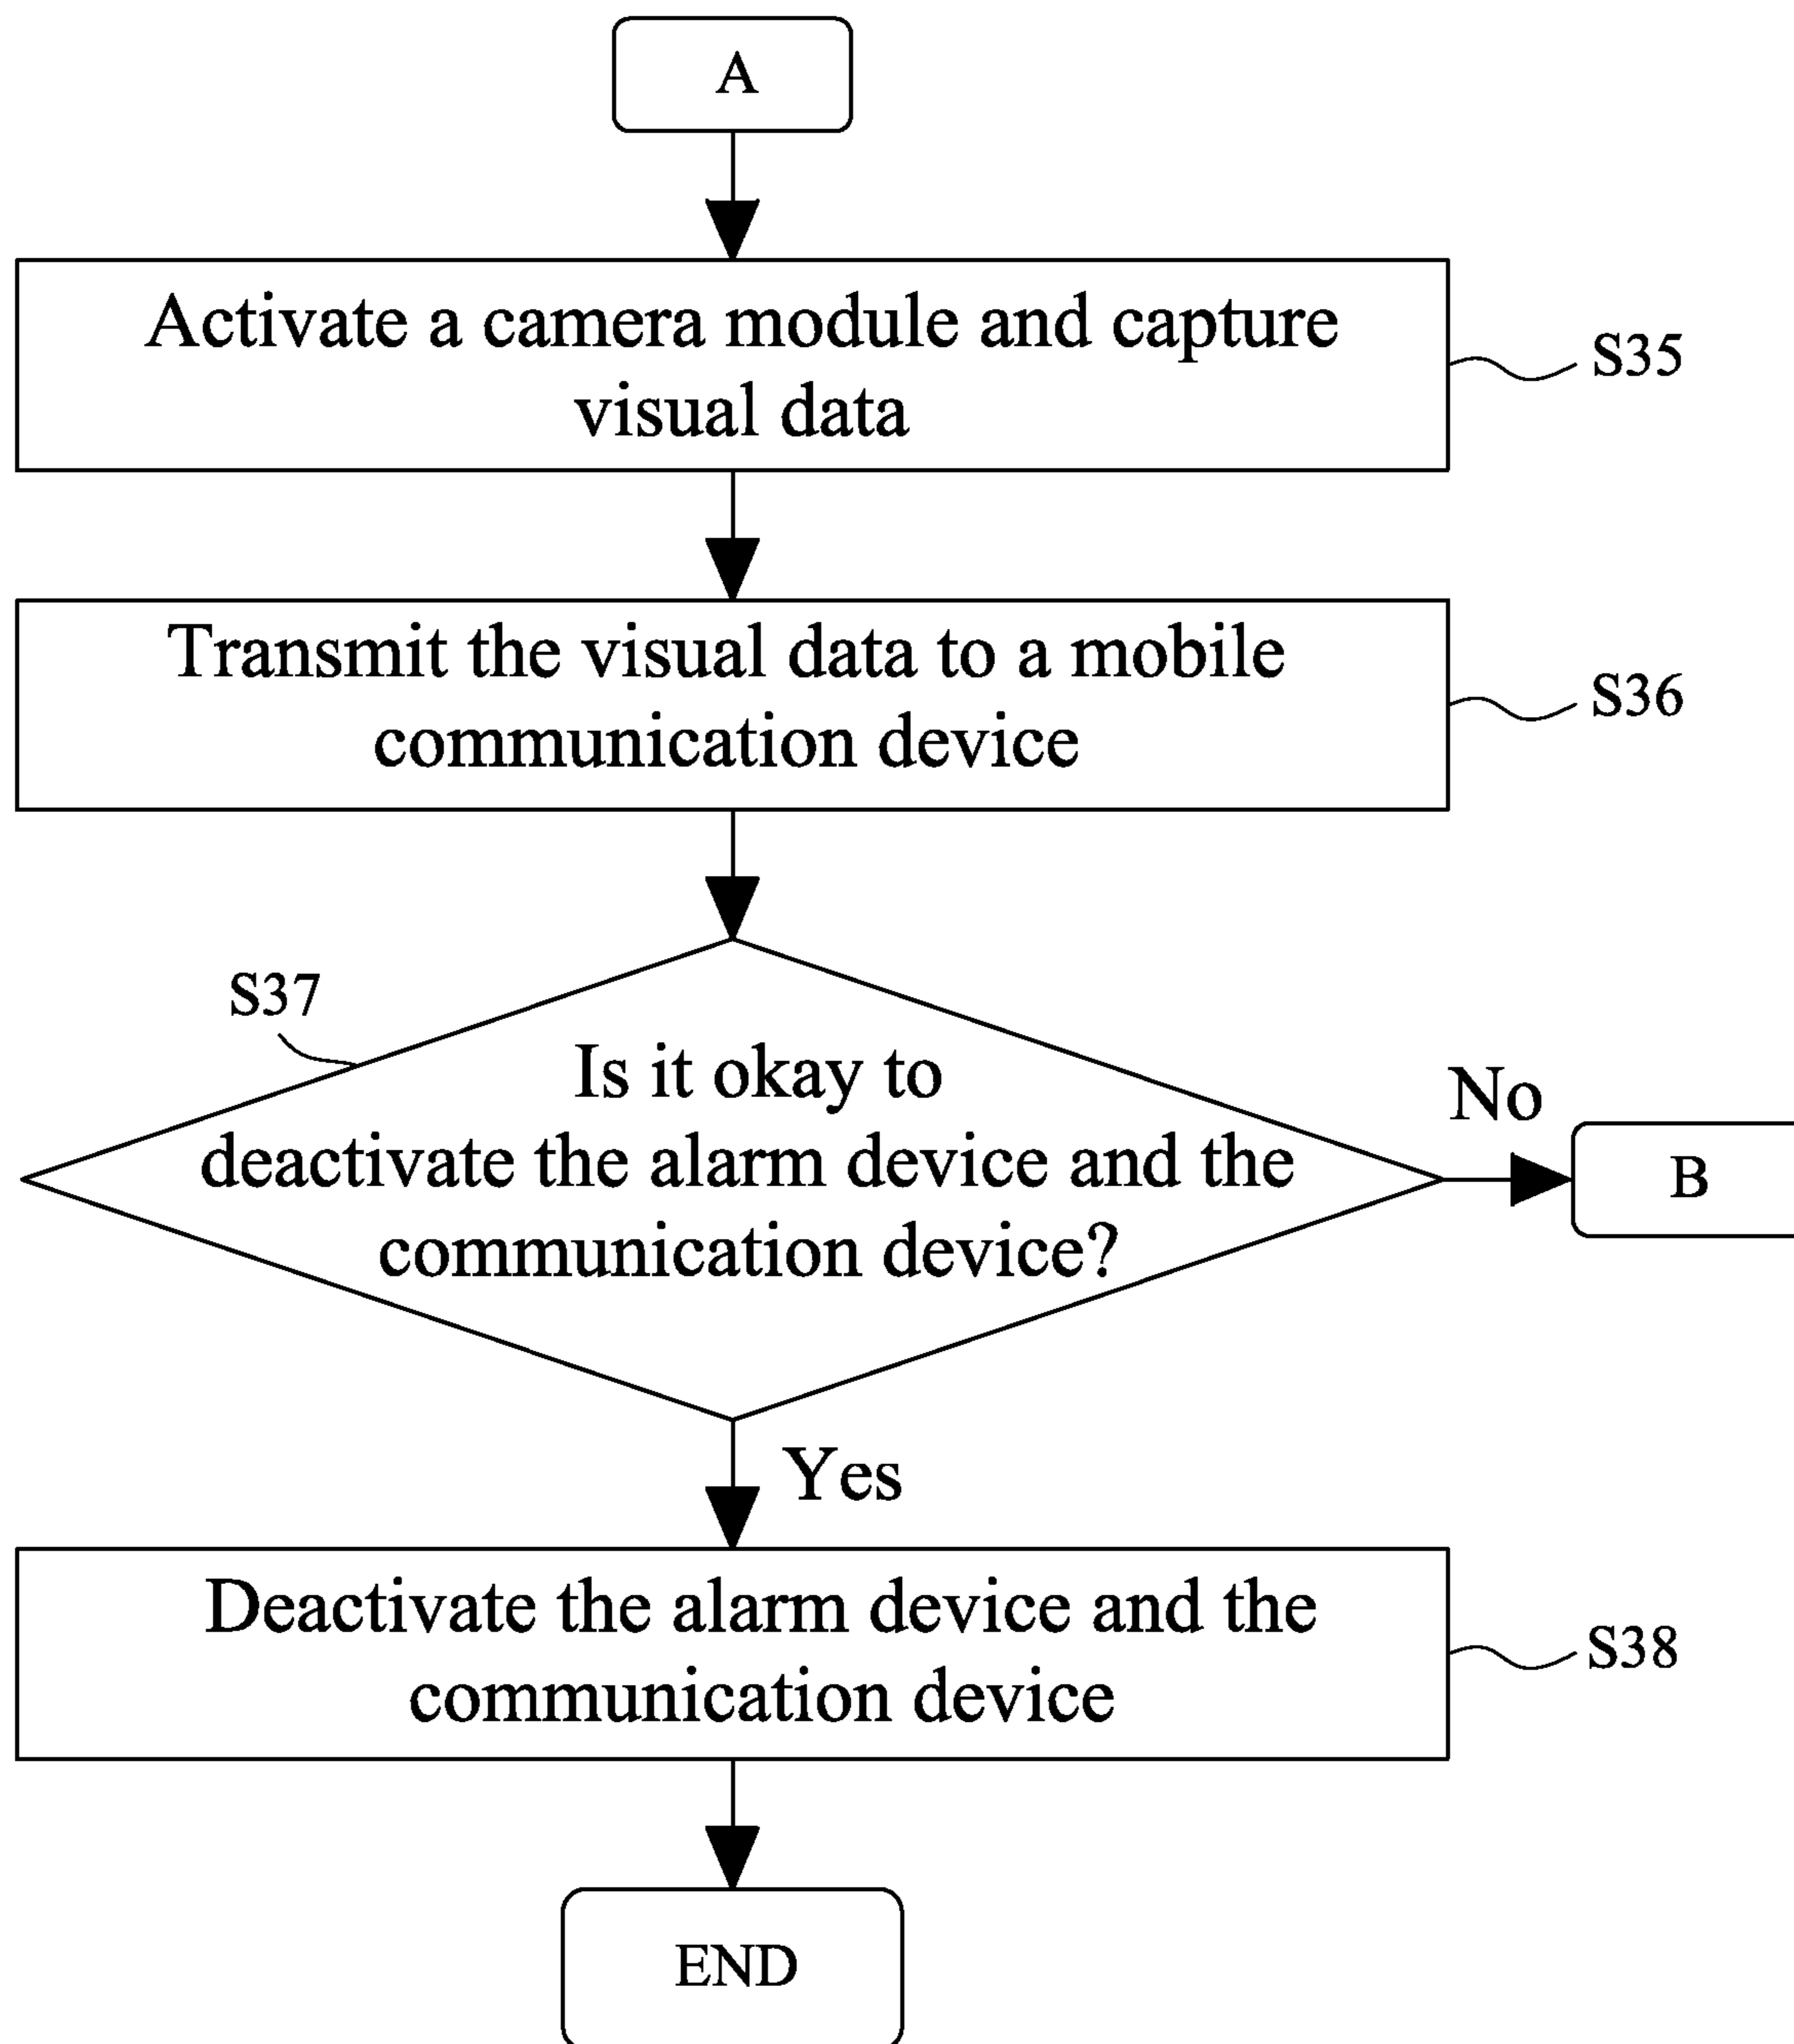 A
Activate a camera module and capture
visual data
S35
Transmit the visual data to a mobile
communication device
S36
S37
Is it okay to
deactivate the alarm device and the
communication device?
No
B
Yes
Deactivate the alarm device and the
communication device
S38
END